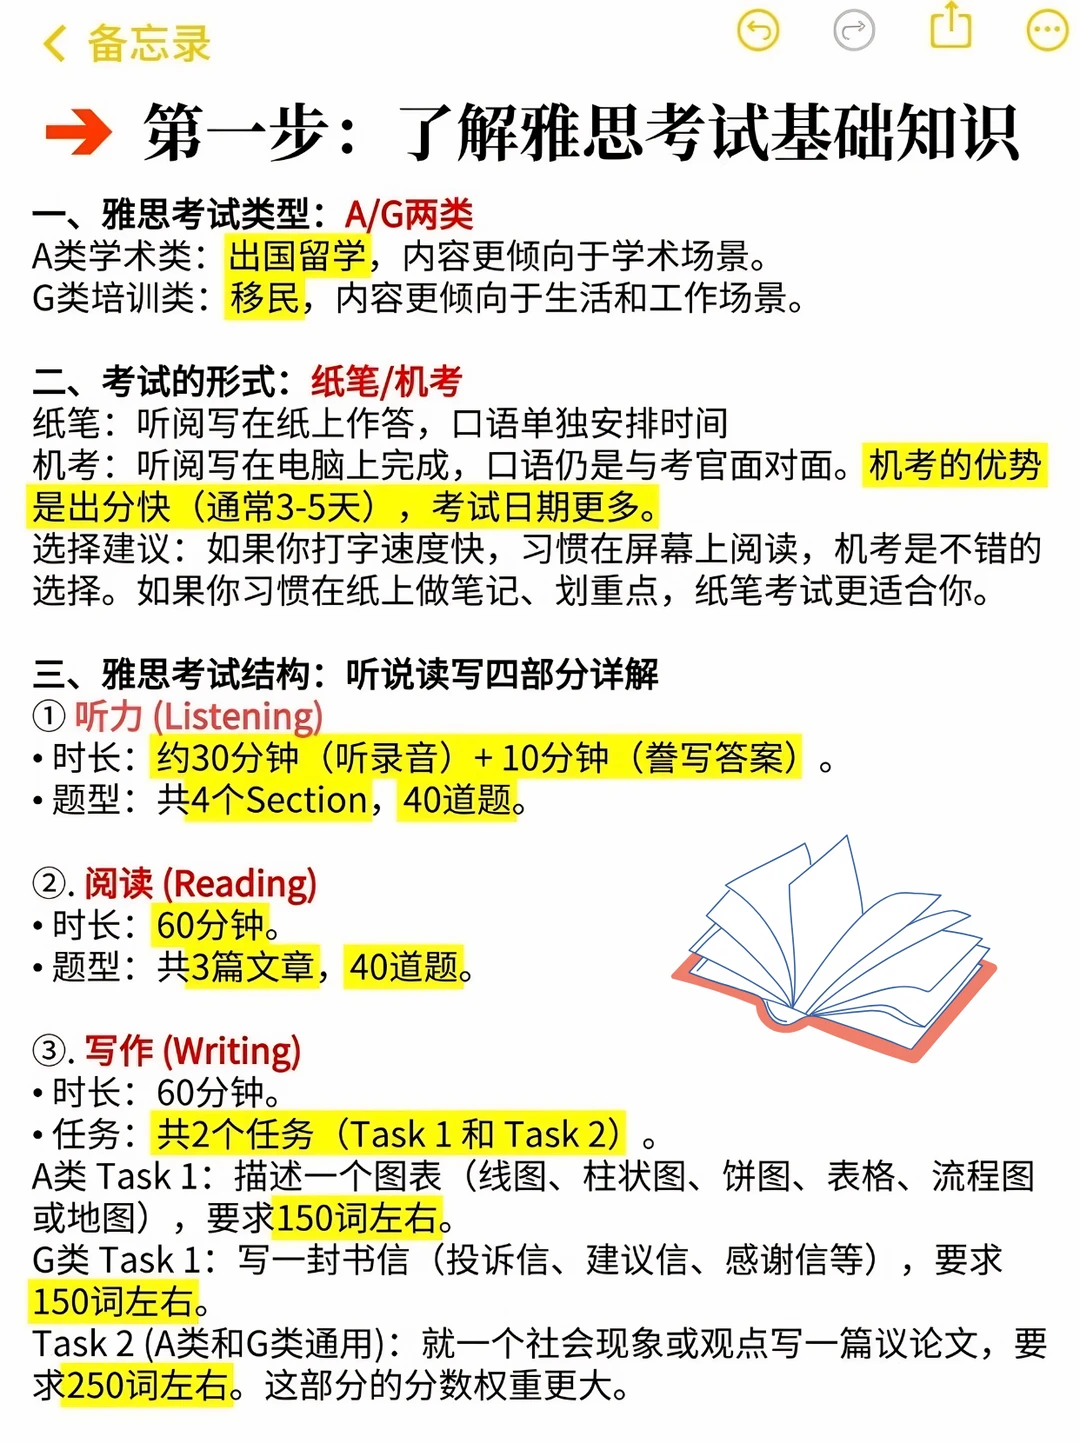 备忘录
第一步：了解雅思考试基础知识
一、雅思考试类型：A/G两类
A类学术类：出国留学，内容更倾向于学术场景。
G类培训类：移民，内容更倾向于生活和工作场景。
二、考试的形式：纸笔/机考
纸笔：听阅写在纸上作答，口语单独安排时间
机考：听阅写在电脑上完成，口语仍是与考官面对面。机考的优势
是出分快（通常3-5天），考试日期更多。
选择建议：如果你打字速度快，习惯在屏幕上阅读，机考是不错的
选择。如果你习惯在纸上做笔记、划重点，纸笔考试更适合你。
三、雅思考试结构：听说读写四部分详解
① 听力 (Listening)
• 时长：约30分钟（听录音）+ 10分钟（誊写答案）。
• 题型：共4个Section，40道题。
②. 阅读 (Reading)
• 时长：60分钟。
• 题型：共3篇文章，40道题。
③. 写作 (Writing)
• 时长：60分钟。
• 任务：共2个任务（Task 1 和 Task 2）。
A类 Task 1：描述一个图表（线图、柱状图、饼图、表格、流程图
或地图），要求150词左右。
G类 Task 1：写一封书信（投诉信、建议信、感谢信等），要求
150词左右。
Task 2 (A类和G类通用)：就一个社会现象或观点写一篇议论文，要
求250词左右。这部分的分数权重更大。